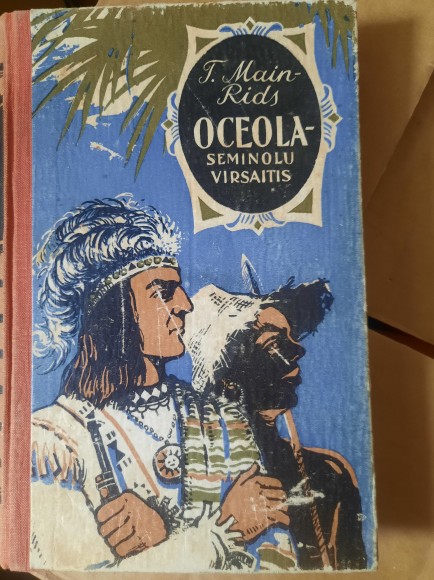 T. Main-
Rids
OCEOLA-
SEMINOLU
VIRSAITIS